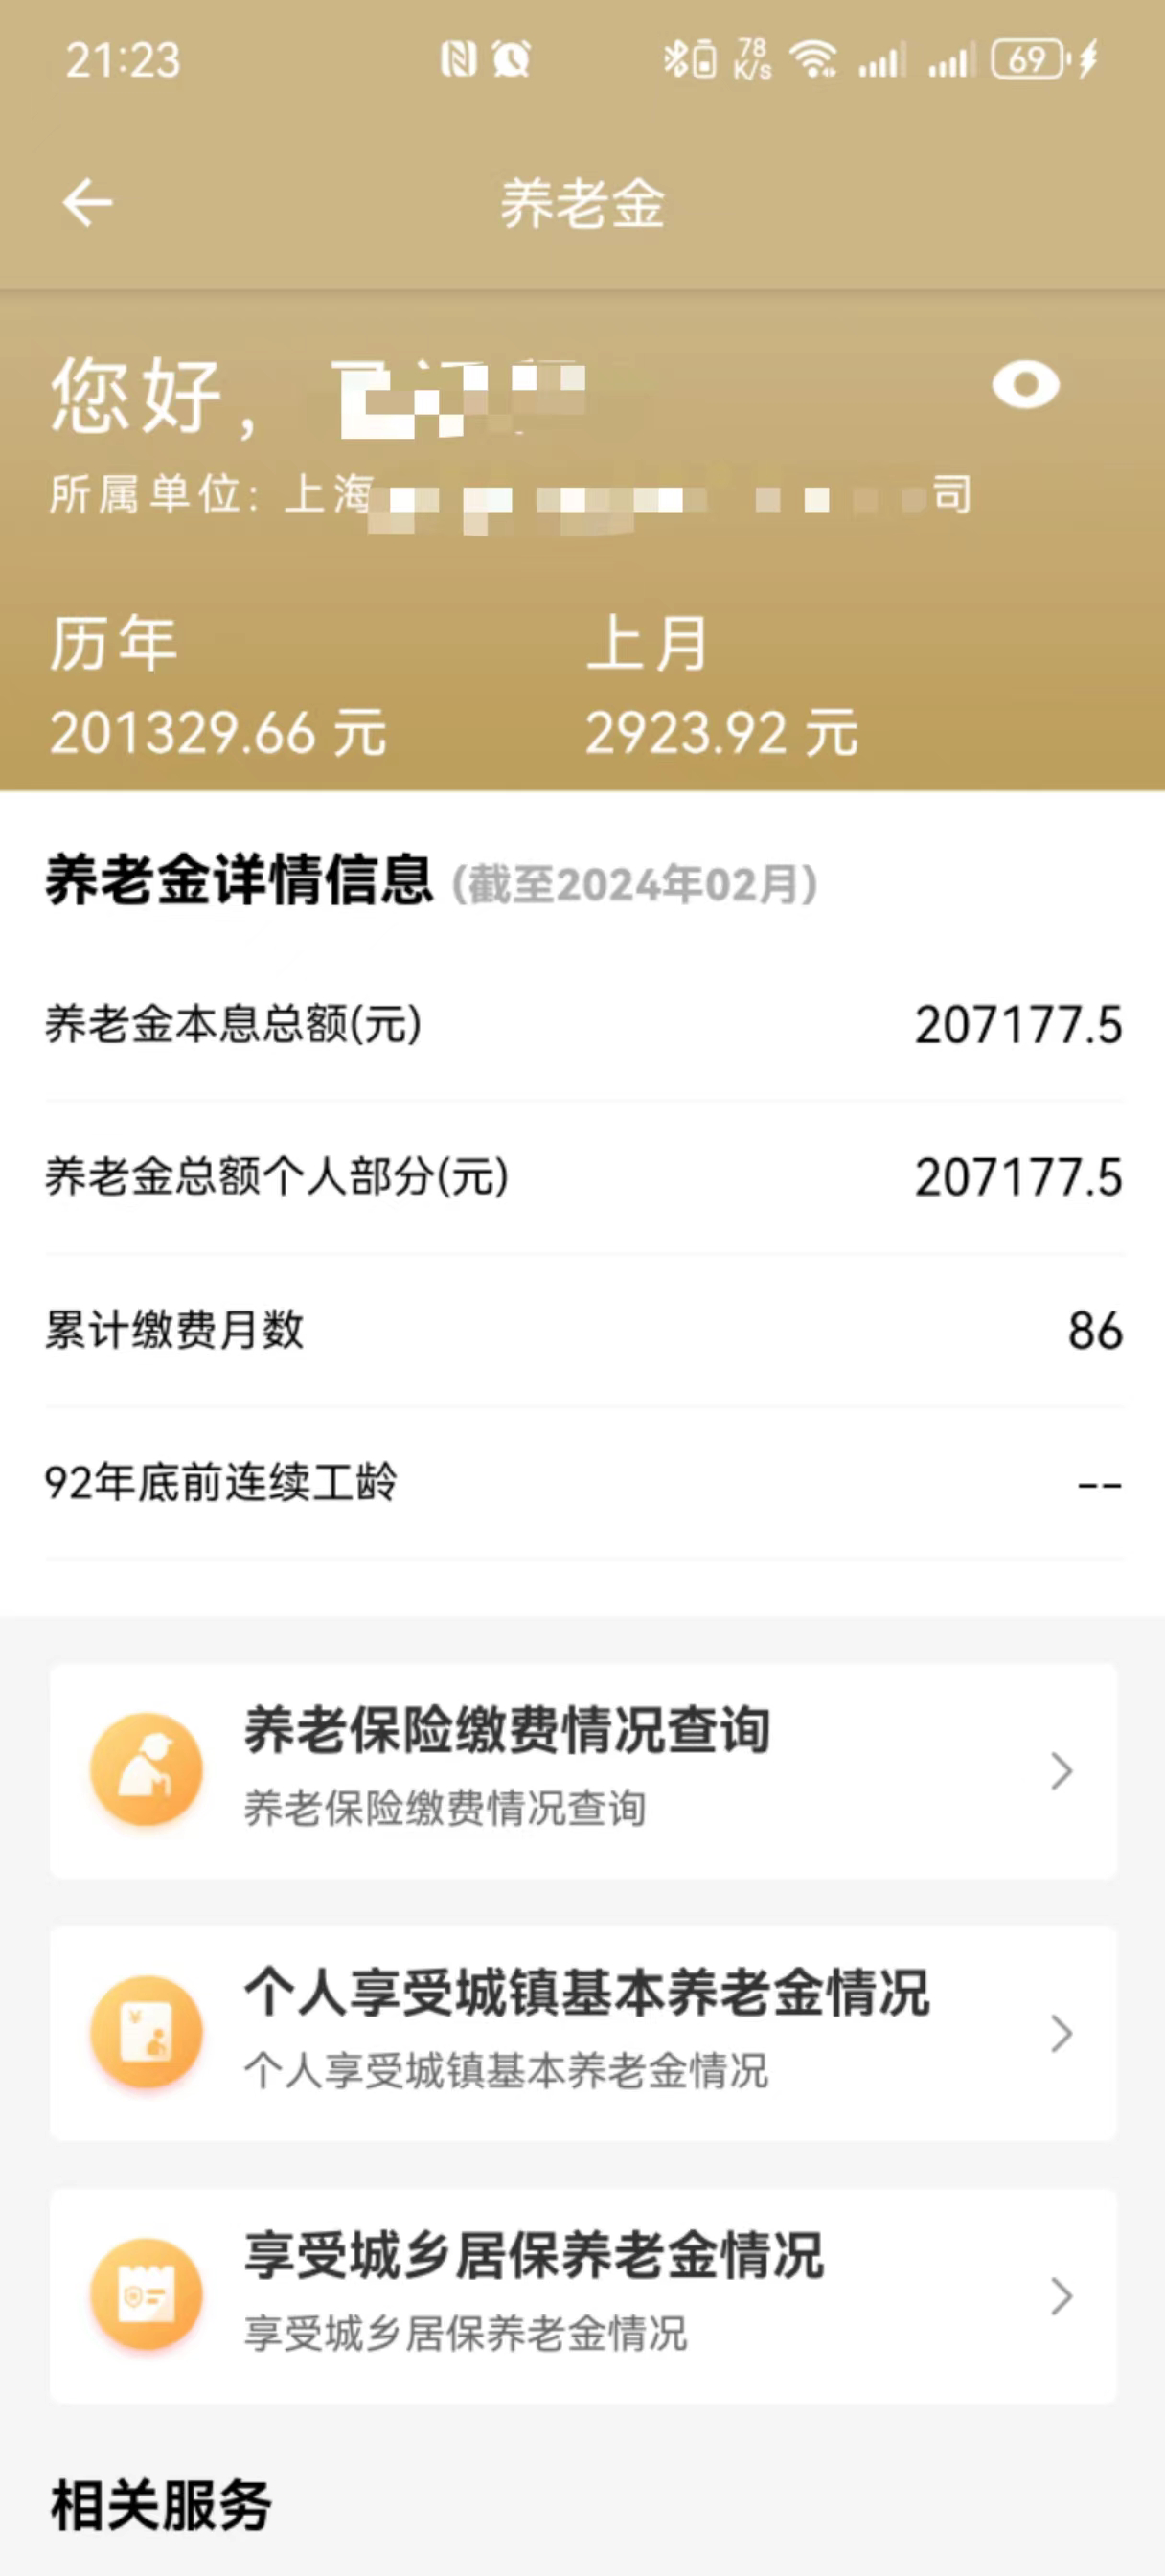 21:23
78
K/s
69
养老金
您好,
所属单位: 上海
司
历年
上月
201329.66 元
2923.92 元
养老金详情信息 (截至2024年02月)
养老金本息总额(元)
207177.5
养老金总额个人部分(元)
207177.5
累计缴费月数
86
92年底前连续工龄
--
养老保险缴费情况查询
养老保险缴费情况查询
个人享受城镇基本养老金情况
个人享受城镇基本养老金情况
享受城乡居保养老金情况
享受城乡居保养老金情况
相关服务